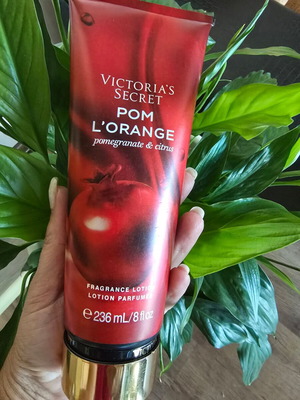 VICTORIA'S
SECRET
POM
L'ORANGE
pomegranate & citrus
FRAGRANCE LOTION
LOTION PARFUMÉE
℮ 236 mL/8 fl oz